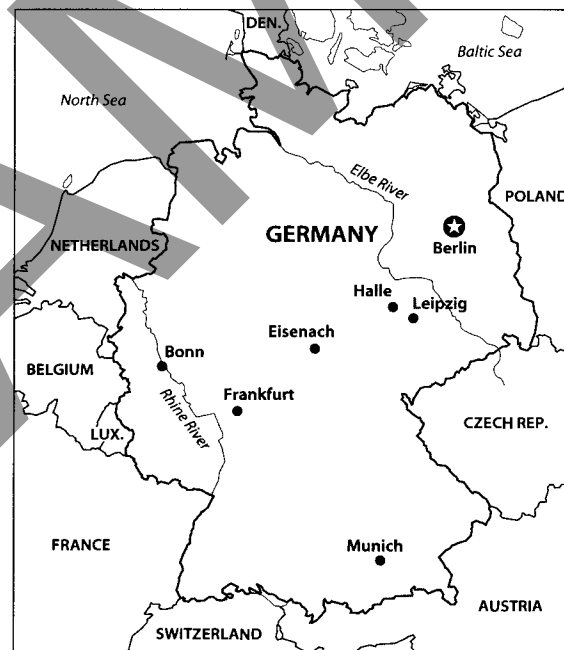 DEN.
Baltic Sea
North Sea
Elbe River
POLAND
GERMANY
NETHERLANDS
Berlin
Halle
Leipzig
Eisenach
Bonn
BELGIUM
Frankfurt
Rhine River
CZECH REP.
LUX.
FRANCE
Munich
AUSTRIA
SWITZERLAND